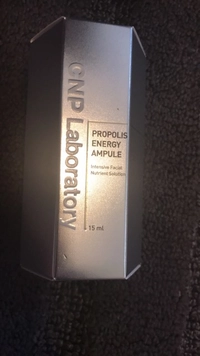 CNP Laboratory
PROPOLIS
ENERGY
AMPULE
Intensive Facial
Nutrient Solution
15 ml